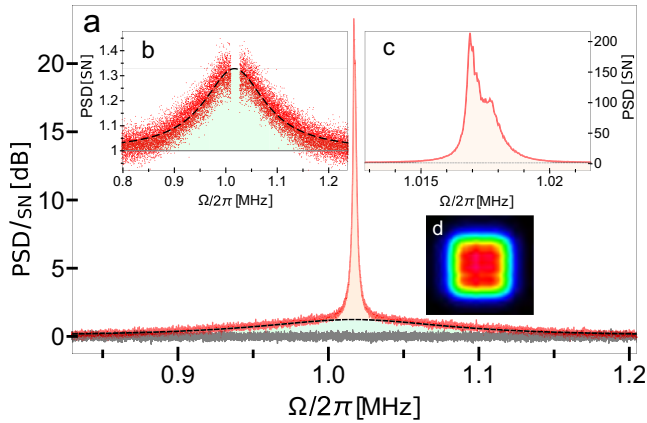 a
PSD/SN [dB]
20
15
10
5
0
0.9
1.0
1.1
1.2
Ω/2π [MHz]
b
PSD [SN]
1.4
1.3
1.2
1.1
1
0.8
0.9
1.0
1.1
1.2
Ω/2π [MHz]
c
PSD [SN]
200
150
100
50
0
1.015
1.02
Ω/2π [MHz]
d